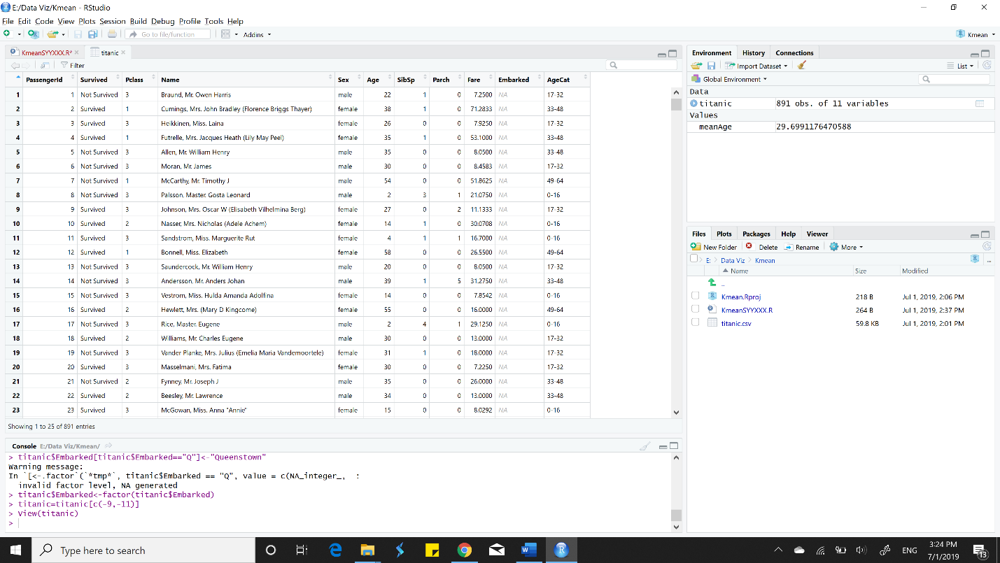 E:/Data Viz/Kmean - RStudio
File Edit Code View Plots Session Build Debug Profile Tools Help
Go to file/function Addins Kmean
KmeanSYYXXX.R* titanic
Filter
PassengerId Survived Pclass Name Sex Age SibSp Parch Fare Embarked AgeCat
1 1 Not Survived 3 Braund, Mr. Owen Harris male 22 1 0 7.2500 NA 17-32
2 2 Survived 1 Cumings, Mrs. John Bradley (Florence Briggs Thayer) female 38 1 0 71.2833 NA 33-48
3 3 Survived 3 Heikkinen, Miss. Laina female 26 0 0 7.9250 NA 17-32
4 4 Survived 1 Futrelle, Mrs. Jacques Heath (Lily May Peel) female 35 1 0 53.1000 NA 33-48
5 5 Not Survived 3 Allen, Mr. William Henry male 35 0 0 8.0500 NA 33-48
6 6 Not Survived 3 Moran, Mr. James male 30 0 0 8.4583 NA 17-32
7 7 Not Survived 1 McCarthy, Mr. Timothy J male 54 0 0 51.8625 NA 49-64
8 8 Not Survived 3 Palsson, Master. Gosta Leonard male 2 3 1 21.0750 NA 0-16
9 9 Survived 3 Johnson, Mrs. Oscar W (Elisabeth Vilhelmina Berg) female 27 0 2 11.1333 NA 17-32
10 10 Survived 2 Nasser, Mrs. Nicholas (Adele Achem) female 14 1 0 30.0708 NA 0-16
11 11 Survived 3 Sandstrom, Miss. Marguerite Rut female 4 1 1 16.7000 NA 0-16
12 12 Survived 1 Bonnell, Miss. Elizabeth female 58 0 0 26.5500 NA 49-64
13 13 Not Survived 3 Saundercock, Mr. William Henry male 20 0 0 8.0500 NA 17-32
14 14 Not Survived 3 Andersson, Mr. Anders Johan male 39 1 5 31.2750 NA 33-48
15 15 Not Survived 3 Vestrom, Miss. Hulda Amanda Adolfina female 14 0 0 7.8542 NA 0-16
16 16 Survived 2 Hewlett, Mrs. (Mary D Kingcome) female 55 0 0 16.0000 NA 49-64
17 17 Not Survived 3 Rice, Master. Eugene male 2 4 1 29.1250 NA 0-16
18 18 Survived 2 Williams, Mr. Charles Eugene male 30 0 0 13.0000 NA 17-32
19 19 Not Survived 3 Vander Planke, Mrs. Julius (Emelia Maria Vandemoortele) female 31 1 0 18.0000 NA 17-32
20 20 Survived 3 Masselmani, Mrs. Fatima female 30 0 0 7.2250 NA 17-32
21 21 Not Survived 2 Fynney, Mr. Joseph J male 35 0 0 26.0000 NA 33-48
22 22 Survived 2 Beesley, Mr. Lawrence male 34 0 0 13.0000 NA 33-48
23 23 Survived 3 McGowan, Miss. Anna "Annie" female 15 0 0 8.0292 NA 0-16
Showing 1 to 25 of 891 entries
Console E:/Data Viz/Kmean/
> titanic$Embarked[titanic$Embarked=="Q"]<-"Queenstown"
Warning message:
In `[<-.factor`(`*tmp*`, titanic$Embarked == "Q", value = c(NA_integer_, :
invalid factor level, NA generated
> titanic$Embarked<-factor(titanic$Embarked)
> titanic=titanic[c(-9,-11)]
> View(titanic)
>
Environment History Connections
Import Dataset List
Global Environment
Data
titanic 891 obs. of 11 variables
Values
meanAge 29.6991176470588
Files Plots Packages Help Viewer
New Folder Delete Rename More
E: Data Viz Kmean ...
Name Size Modified
..
Kmean.Rproj 218 B Jul 1, 2019, 2:06 PM
KmeanSYYXXX.R 264 B Jul 1, 2019, 2:37 PM
titanic.csv 59.8 KB Jul 1, 2019, 2:01 PM
Type here to search
ENG
3:24 PM
7/1/2019
13